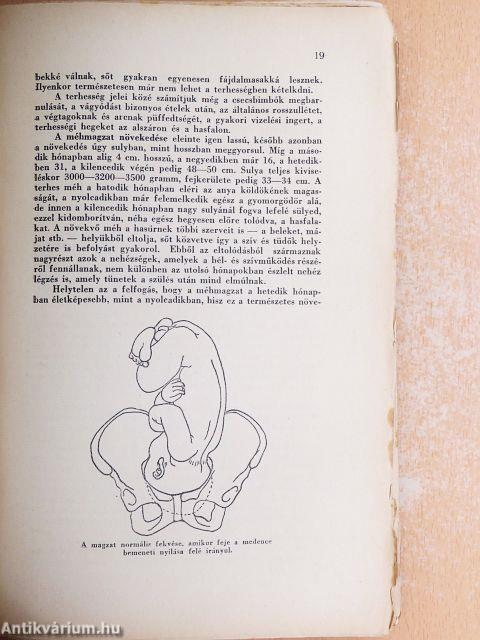 19
bekké válnak, sőt gyakran egyenesen fájdalmasakká lesznek.
Ilyenkor természetesen már nem lehet a terhességben kételkdni.
A terhesség jelei közé számítjuk még a csecsbimbók megbar-
nulását, a vágyódást bizonyos ételek után, az általános rosszullétet,
a végtagoknak és arcnak püffedtségét, a gyakori vizelési ingert, a
terhességi hegeket az alszáron és a hasfalon.
A méhmagzat növekedése eleinte igen lassú, később azonban
a növekedés úgy sulyban, mint hosszban meggyorsul. Mig a máso-
dik hónapban alig 4 cm. hosszú, a negyedikben már 16, a hetedik-
ben 31, a kilencedik végén pedig 48—50 cm. Sulya teljes kivise-
léskor 3000—3200—3500 gramm, fejkerülete pedig 33—34 cm. A
terhes méh a hatodik hónapban eléri az anya köldökének magas-
ságát, a nyolcadikban már felemelkedik egész a gyomorgödör alá,
de innen a kilencedik hónapban nagy sulyánál fogva lefelé sülyed,
ezzel kidomborítván, néha egész hegyesen előre tolódva, a hasfala-
kat. A növekvő méh a hasürnek többi szerveit is — a beleket, má-
jat stb. — helyükből eltolja, sőt közvetve igy a szív és tüdők hely-
zetére is befolyást gyakorol. Ebből az eltolódásból származnak
nagyrészt azok a nehézségek, amelyek a bél- és szívműködés részé-
ről fennállanak, nem különben az utolsó hónapokban észlelt nehéz
légzés is, amely tünetek a szülés után mind elmulnak.
Helytelen az a felfogás, hogy a méhmagzat a hetedik hónap-
ban életképesebb, mint a nyolcadikban, hisz ez a természetes növe-
A magzat normális fekvése, amikor feje a medence
bemeneti nyilása felé irányul.
Antikvárium.hu